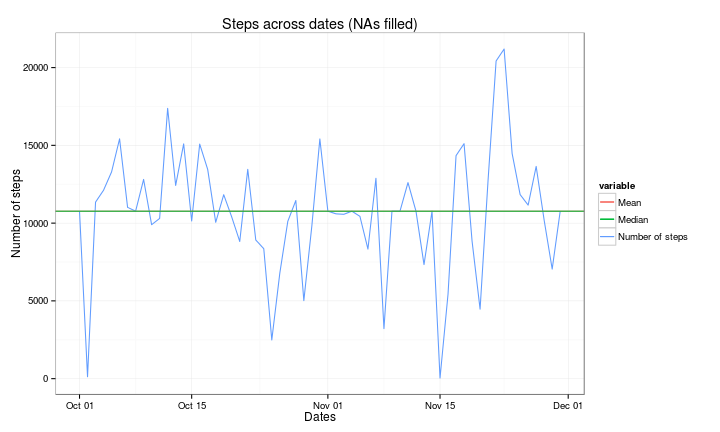 Steps across dates (NAs filled)
Number of steps
20000
15000
10000
5000
0
Oct 01
Oct 15
Nov 01
Nov 15
Dec 01
Dates
variable
Mean
Median
Number of steps